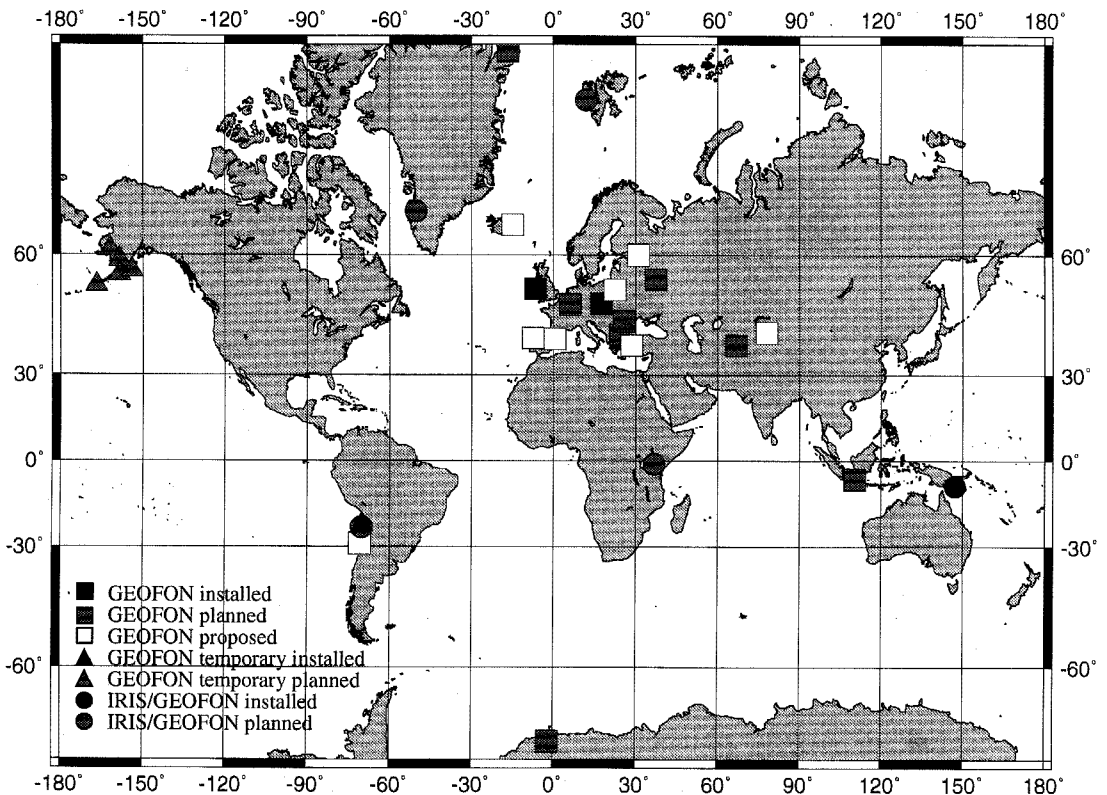 -180° -150° -120° -90° -60° -30° 0° 30° 60° 90° 120° 150° 180°
60° 60°
30° 30°
0° 0°
-30° -30°
GEOFON installed
GEOFON planned
GEOFON proposed
GEOFON temporary installed
-60° -60°
GEOFON temporary planned
IRIS/GEOFON installed
IRIS/GEOFON planned
-180° -150° -120° -90° -60° -30° 0° 30° 60° 90° 120° 150° 180°